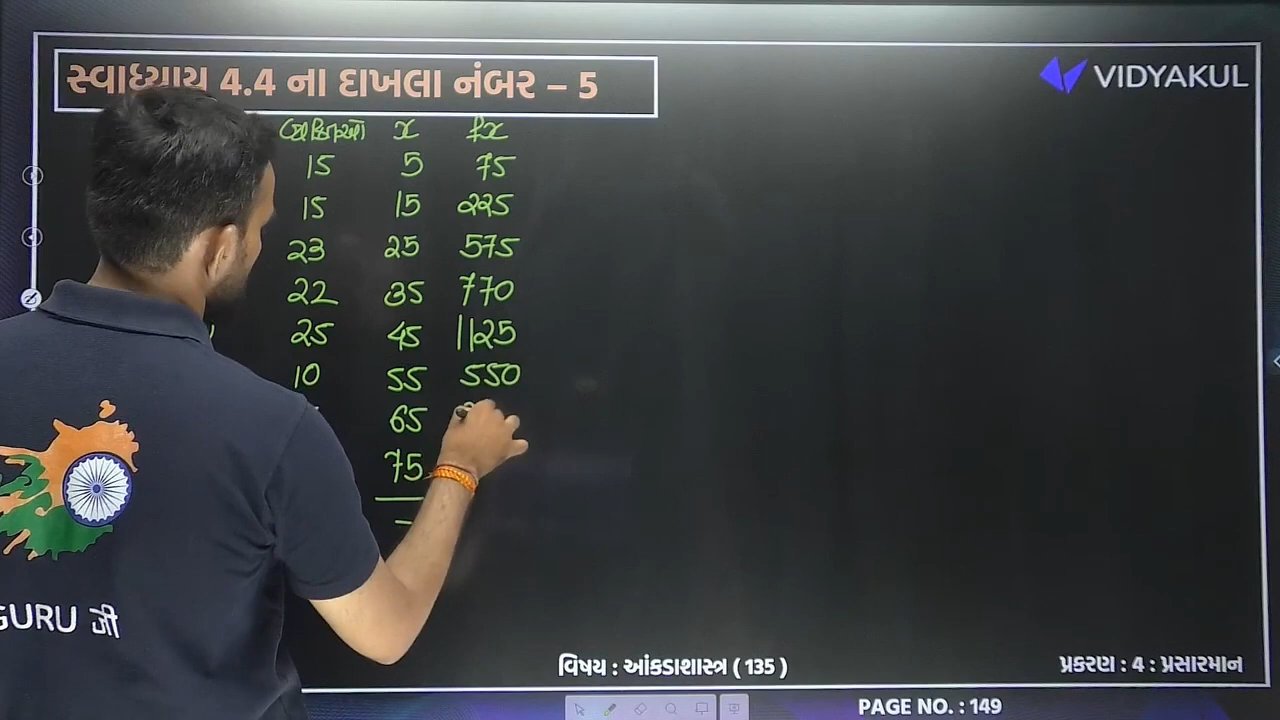 સ્વાધ્યાય 4.4 ના દાખલા નંબર – 5
VIDYAKUL
x fx
15 5 75
15 15 225
23 25 575
22 35 770
25 45 1125
10 55 550
65
75
GURU जी
વિષય : આંકડાશાસ્ત્ર ( 135 )
પ્રકરણ : 4 : પ્રસારમાન
PAGE NO. : 149